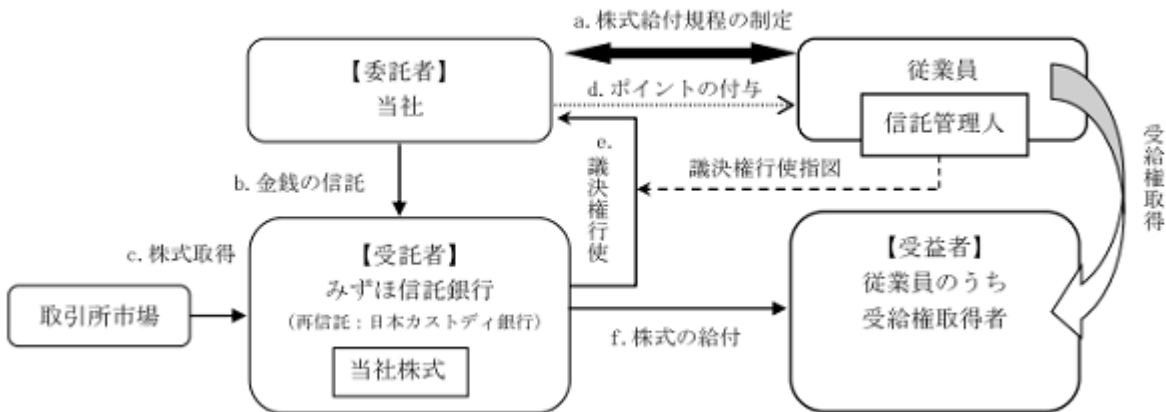 a.株式給付規程の制定
【委託者】
当社
d.ポイントの付与
従業員
信託管理人
e.議決権行使
議決権行使指図
受給権取得
b.金銭の信託
c.株式取得
取引所市場
【受託者】
みずほ信託銀行
(再信託：日本カストディ銀行)
当社株式
f.株式の給付
【受益者】
従業員のうち
受給権取得者